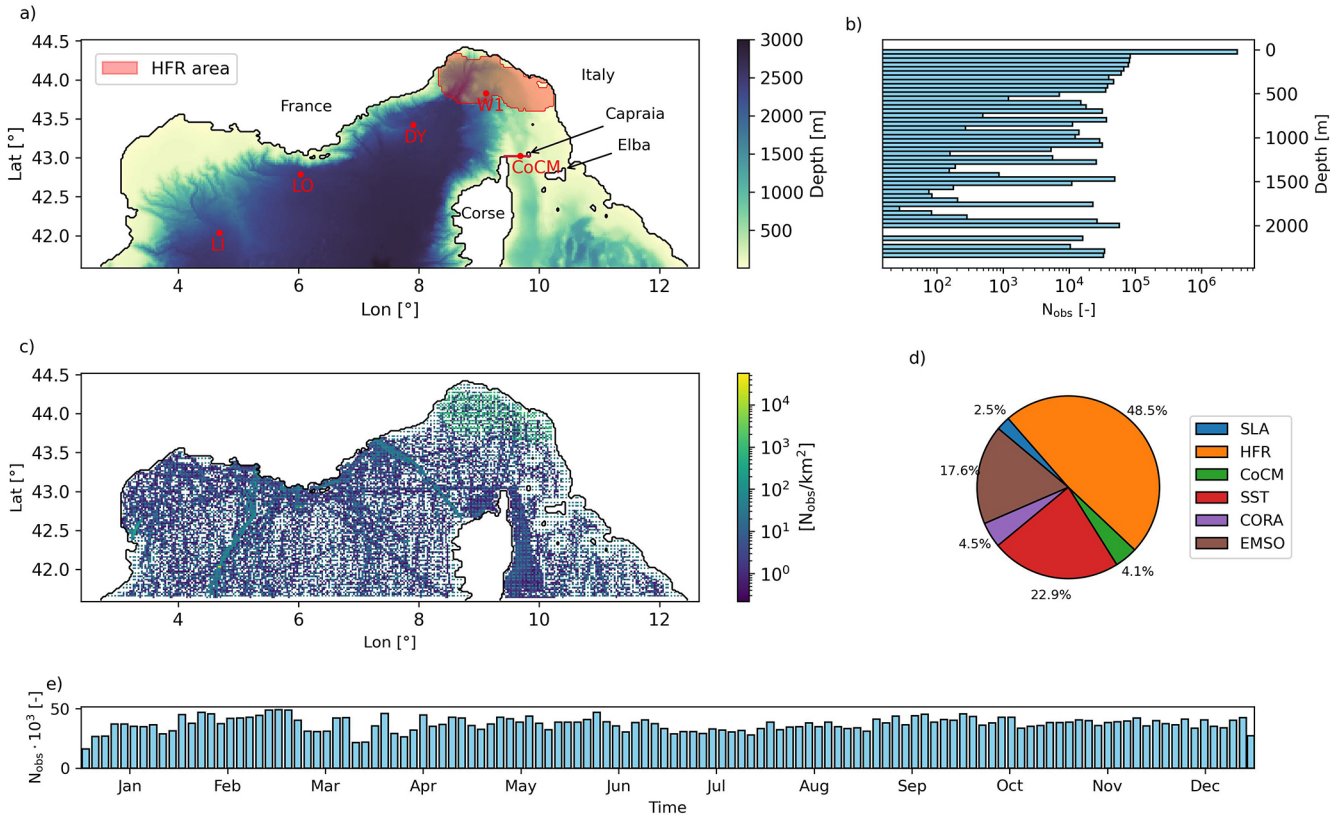 a)
44.5
44.0
43.5
43.0
42.5
42.0
Lat [°]
HFR area
France
Italy
Capraia
Elba
Corse
W1
DY
CoCM
LO
LI
4
6
8
10
12
Lon [°]
3000
2500
2000
1500
1000
500
Depth [m]
b)
0
500
1000
1500
2000
Depth [m]
10²
10³
10⁴
10⁵
10⁶
N_obs [-]
c)
44.5
44.0
43.5
43.0
42.5
42.0
Lat [°]
4
6
8
10
12
Lon [°]
10⁴
10³
10²
10¹
10⁰
[N_obs/km²]
d)
2.5%
48.5%
17.6%
4.5%
22.9%
4.1%
SLA
HFR
CoCM
SST
CORA
EMSO
e)
50
0
N_obs · 10³ [-]
Jan Feb Mar Apr May Jun Jul Aug Sep Oct Nov Dec
Time